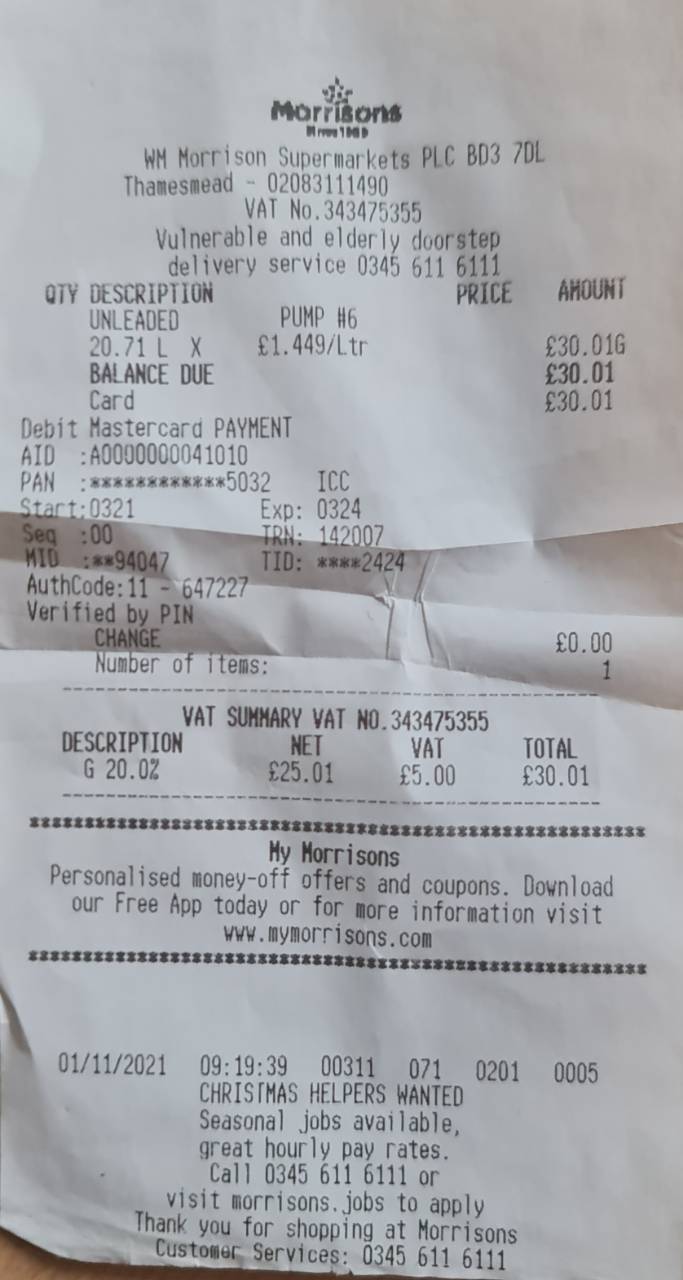 Morrisons
WM Morrison Supermarkets PLC BD3 7DL
Thamesmead - 02083111490
VAT No.343475355
Vulnerable and elderly doorstep
delivery service 0345 611 6111
QTY DESCRIPTION PRICE AMOUNT
UNLEADED PUMP #6
20.71 L X £1.449/Ltr £30.01G
BALANCE DUE £30.01
Card £30.01
Debit Mastercard PAYMENT
AID :A0000000041010
PAN :************5032 ICC
Start:0321 Exp: 0324
Seq :00 TRN: 142007
MID :**94047 TID: ****2424
AuthCode:11 - 647227
Verified by PIN
CHANGE £0.00
Number of items: 1
VAT SUMMARY VAT NO.343475355
DESCRIPTION NET VAT TOTAL
G 20.0% £25.01 £5.00 £30.01
My Morrisons
Personalised money-off offers and coupons. Download
our Free App today or for more information visit
www.mymorrisons.com
01/11/2021 09:19:39 00311 071 0201 0005
CHRISTMAS HELPERS WANTED
Seasonal jobs available,
great hourly pay rates.
Call 0345 611 6111 or
visit morrisons.jobs to apply
Thank you for shopping at Morrisons
Customer Services: 0345 611 6111